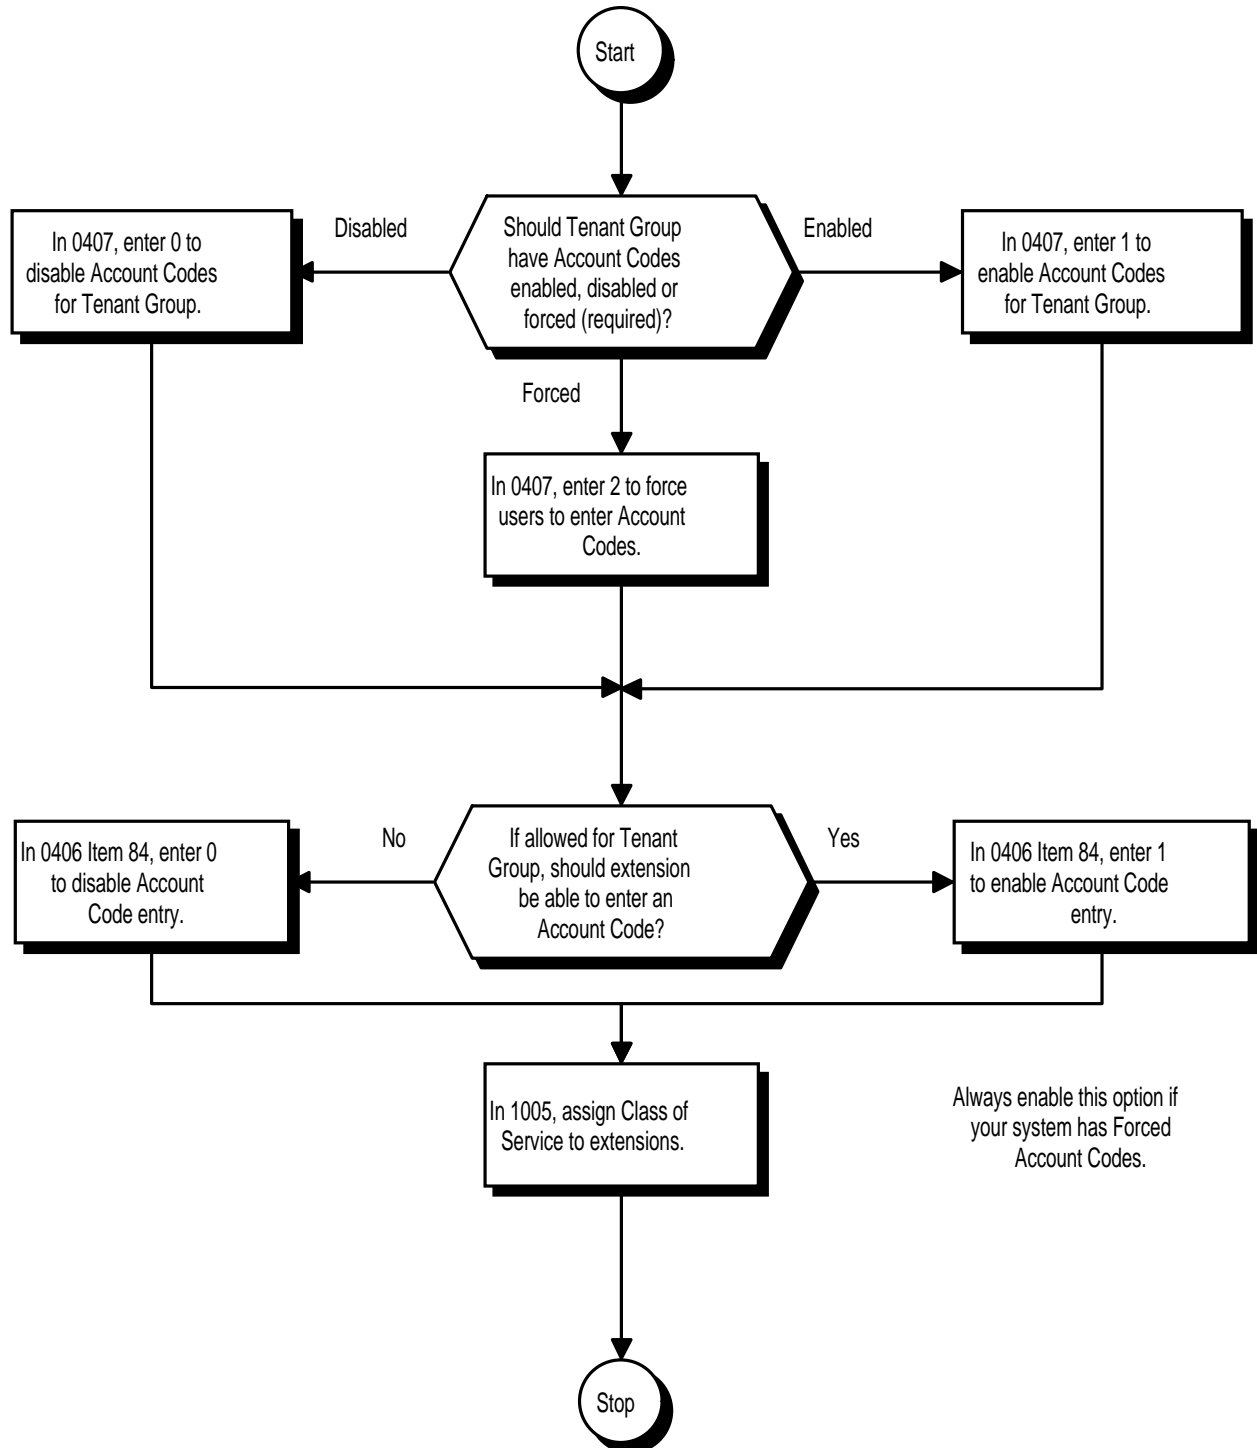 Start
Should Tenant Group
have Account Codes
enabled, disabled or
forced (required)?
Disabled
In 0407, enter 0 to
disable Account Codes
for Tenant Group.
Enabled
In 0407, enter 1 to
enable Account Codes
for Tenant Group.
Forced
In 0407, enter 2 to force
users to enter Account
Codes.
If allowed for Tenant
Group, should extension
be able to enter an
Account Code?
No
In 0406 Item 84, enter 0
to disable Account
Code entry.
Yes
In 0406 Item 84, enter 1
to enable Account Code
entry.
In 1005, assign Class of
Service to extensions.
Always enable this option if
your system has Forced
Account Codes.
Stop